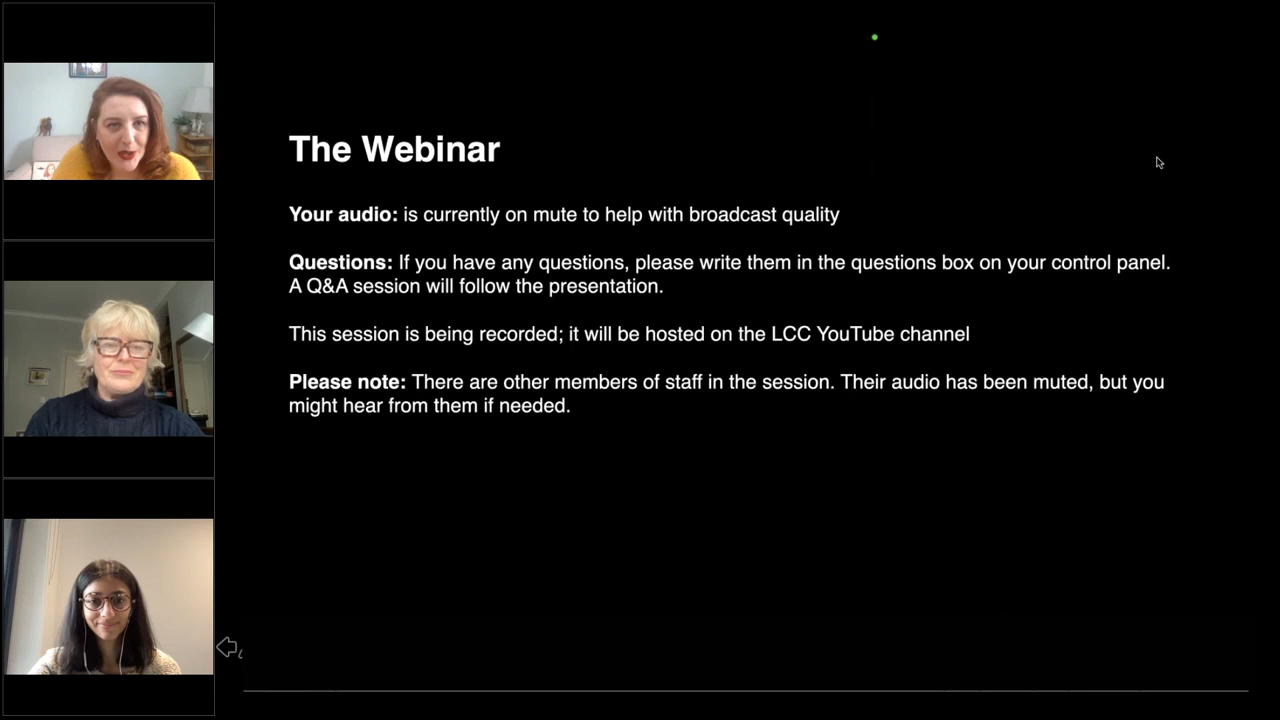 The Webinar
Your audio: is currently on mute to help with broadcast quality
Questions: If you have any questions, please write them in the questions box on your control panel.
A Q&A session will follow the presentation.
This session is being recorded; it will be hosted on the LCC YouTube channel
Please note: There are other members of staff in the session. Their audio has been muted, but you
might hear from them if needed.